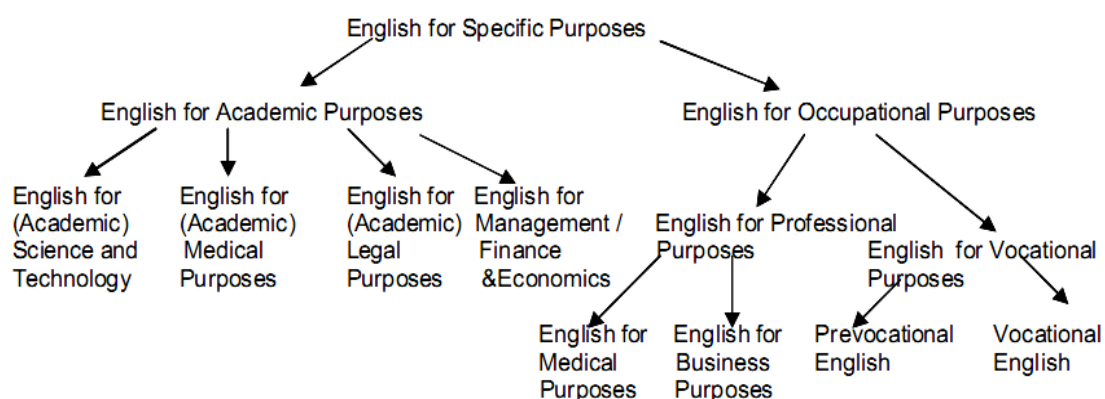 English for Specific Purposes
English for Academic Purposes
English for Occupational Purposes
English for
(Academic)
Science and
Technology
English for
(Academic)
Medical
Purposes
English for
(Academic)
Legal
Purposes
English for
Management /
Finance
&Economics
English for Professional
Purposes
English for Vocational
Purposes
English for
Medical
Purposes
English for
Business
Purposes
Prevocational
English
Vocational
English